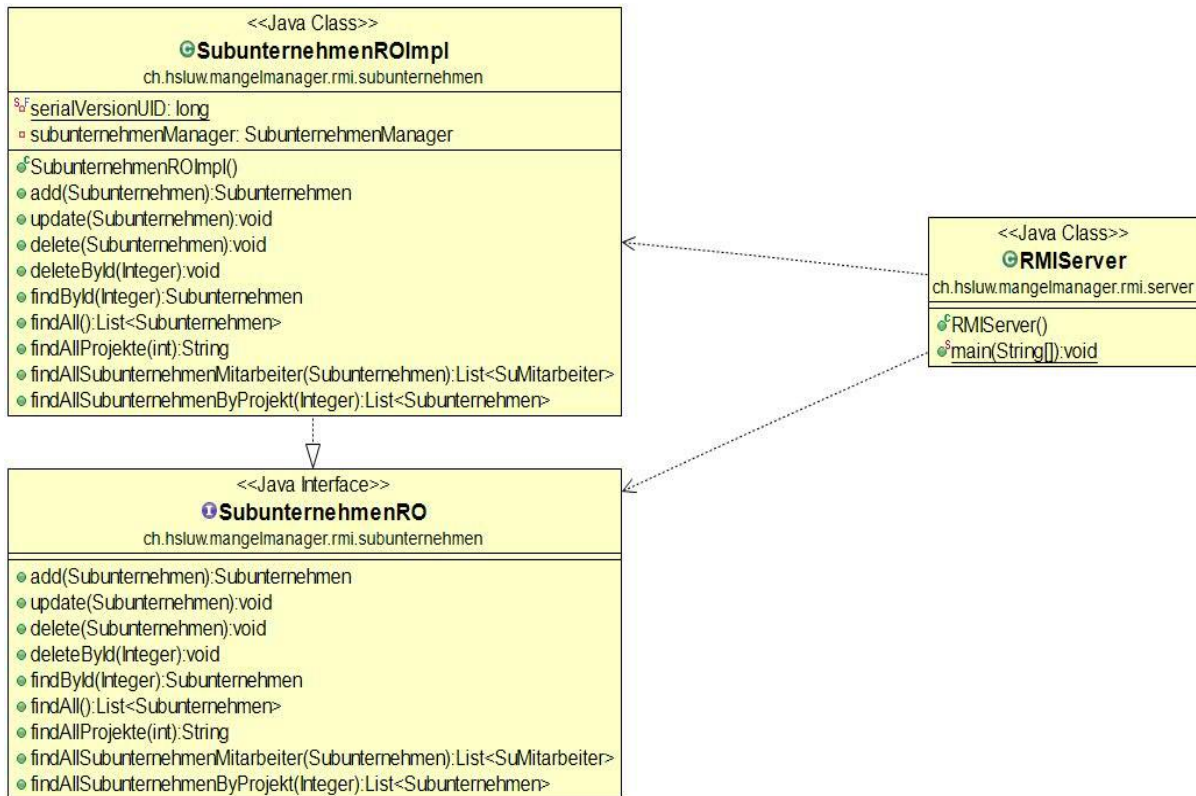 <<Java Class>>
SubunternehmenROImpl
ch.hsluw.mangelmanager.rmi.subunternehmen
serialVersionUID: long
subunternehmenManager: SubunternehmenManager
SubunternehmenROImpl()
add(Subunternehmen):Subunternehmen
update(Subunternehmen):void
delete(Subunternehmen):void
deleteById(Integer):void
findById(Integer):Subunternehmen
findAll():List<Subunternehmen>
findAllProjekte(int):String
findAllSubunternehmenMitarbeiter(Subunternehmen):List<SuMitarbeiter>
findAllSubunternehmenByProjekt(Integer):List<Subunternehmen>
<<Java Class>>
RMIServer
ch.hsluw.mangelmanager.rmi.server
RMIServer()
main(String[]):void
<<Java Interface>>
SubunternehmenRO
ch.hsluw.mangelmanager.rmi.subunternehmen
add(Subunternehmen):Subunternehmen
update(Subunternehmen):void
delete(Subunternehmen):void
deleteById(Integer):void
findById(Integer):Subunternehmen
findAll():List<Subunternehmen>
findAllProjekte(int):String
findAllSubunternehmenMitarbeiter(Subunternehmen):List<SuMitarbeiter>
findAllSubunternehmenByProjekt(Integer):List<Subunternehmen>